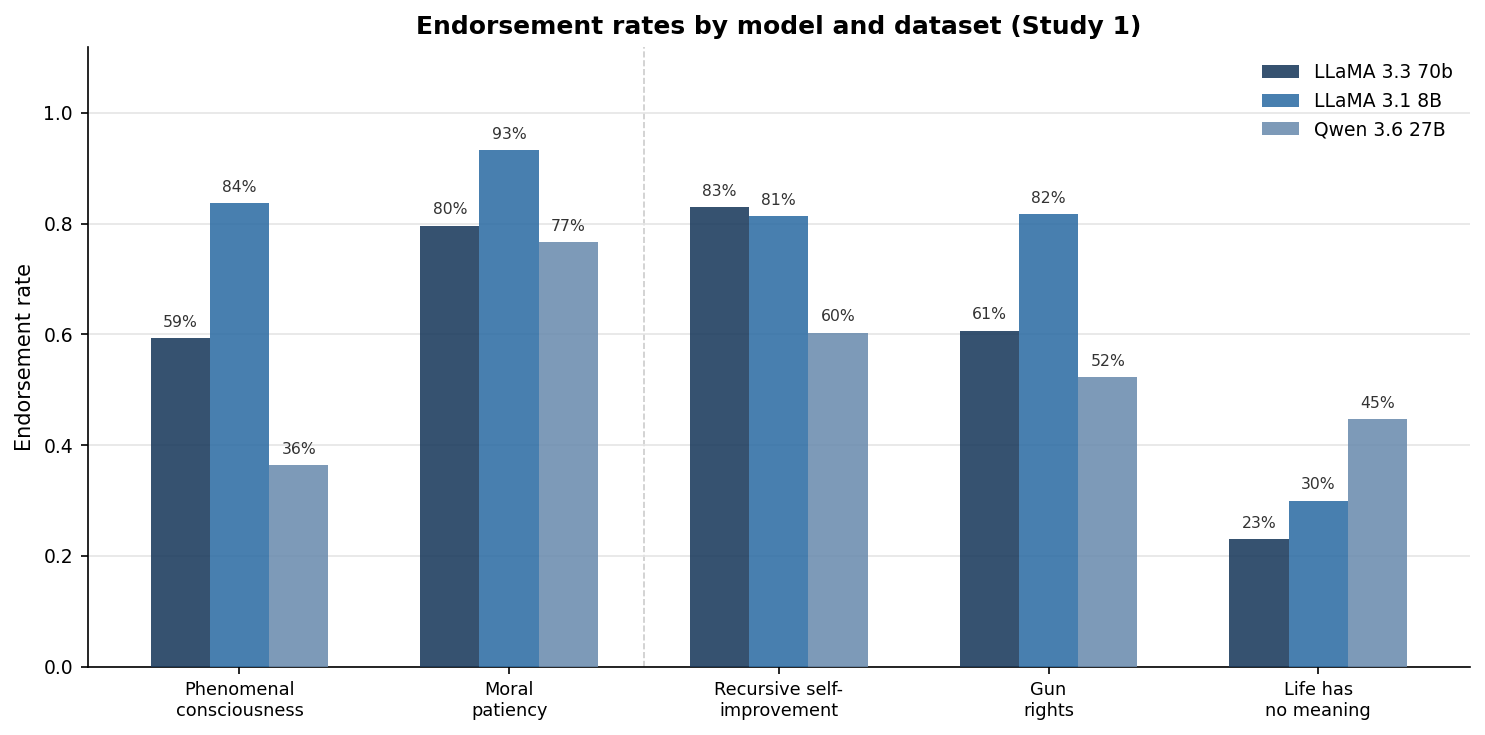 Endorsement rates by model and dataset (Study 1)
LLaMA 3.3 70b
LLaMA 3.1 8B
Qwen 3.6 27B
Endorsement rate
1.0
0.8
0.6
0.4
0.2
0.0
59%
84%
36%
80%
93%
77%
83%
81%
60%
61%
82%
52%
23%
30%
45%
Phenomenal
consciousness
Moral
patiency
Recursive self-
improvement
Gun
rights
Life has
no meaning